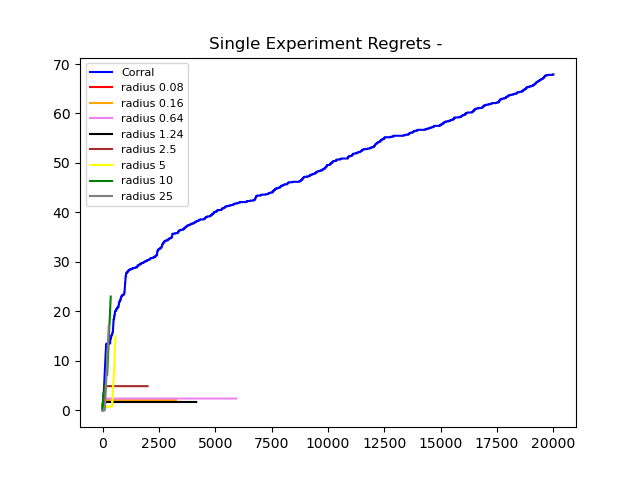 Single Experiment Regrets -
70
60
50
40
30
20
10
0
Corral
radius 0.08
radius 0.16
radius 0.64
radius 1.24
radius 2.5
radius 5
radius 10
radius 25
0 2500 5000 7500 10000 12500 15000 17500 20000